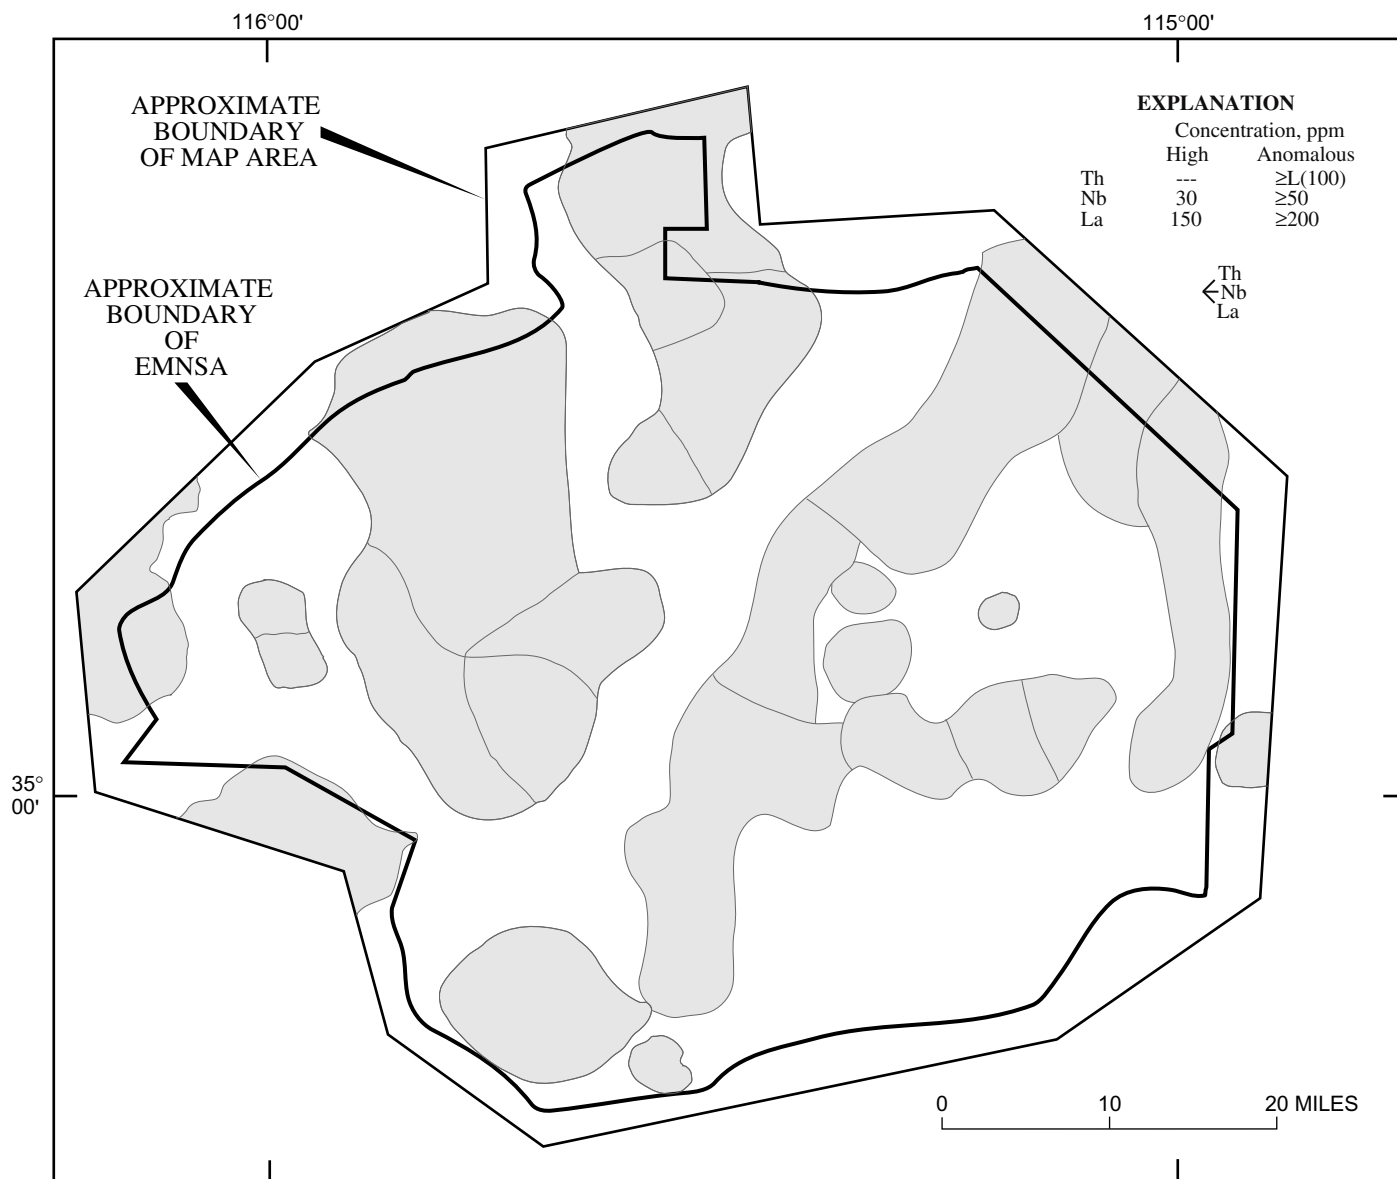 116°00'
115°00'
APPROXIMATE
BOUNDARY
OF MAP AREA
EXPLANATION
Concentration, ppm
High Anomalous
Th --- ≥L(100)
Nb 30 ≥50
La 150 ≥200
Th
Nb
La
APPROXIMATE
BOUNDARY
OF
EMNSA
35°
00'
0 10 20 MILES